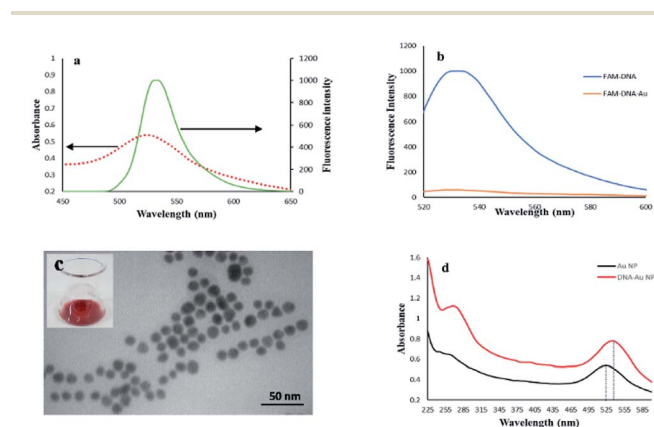 a
Absorbance
1
0.9
0.8
0.7
0.6
0.5
0.4
0.3
0.2
450 500 550 600 650
Wavelength (nm)
1200
1000
800
600
400
200
0
Fluorescence intensity
b
Fluorescence Intensity
1200
1000
800
600
400
200
0
520 540 560 580 600
Wavelength (nm)
FAM-DNA
FAM-DNA-Au
c
50 nm
d
Absorbance
1.6
1.4
1.2
1
0.8
0.6
0.4
0.2
225 255 285 315 345 375 405 435 465 495 525 555 585
Wavelength (nm)
Au NP
DNA-Au NP